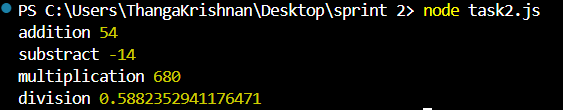 PS C:\Users\ThangaKrishnan\Desktop\sprint 2> node task2.js
addition 54
substract -14
multiplication 680
division 0.5882352941176471